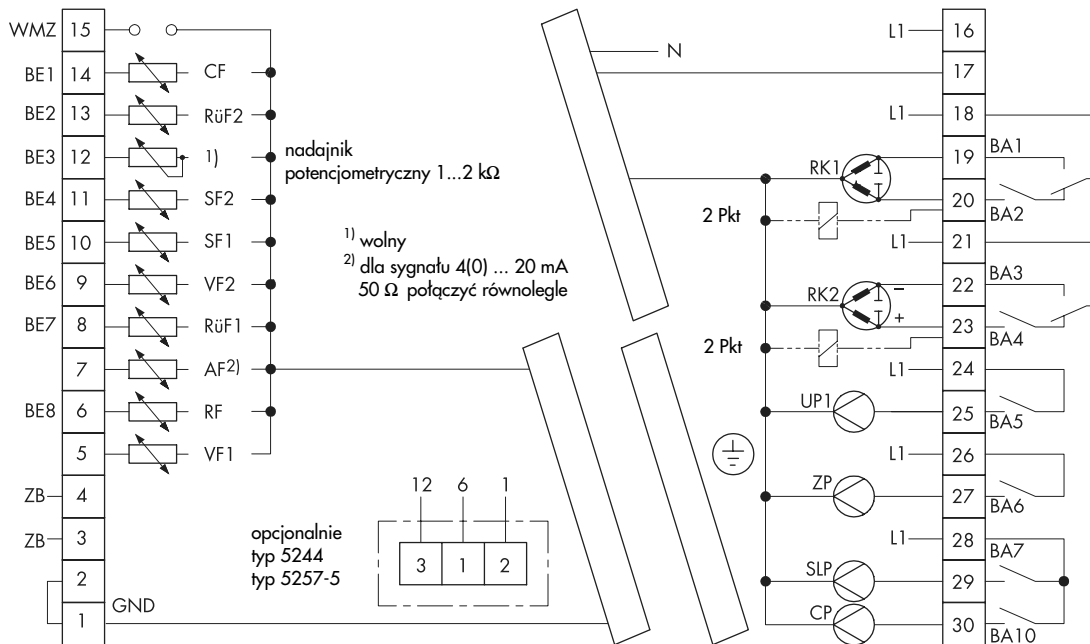 WMZ 15
BE1 14 CF
BE2 13 RüF2
BE3 12 1)
BE4 11 SF2
BE5 10 SF1
BE6 9 VF2
BE7 8 RüF1
7 AF2)
BE8 6 RF
5 VF1
ZB 4
ZB 3
2
1 GND
nadajnik
potencjometryczny 1...2 kΩ
1) wolny
2) dla sygnału 4(0) ... 20 mA
50 Ω połączyć równolegle
opcjonalnie
typ 5244
typ 5257-5
12 6 1
3 1 2
N
L1 16
17
L1 18
RK1 19 BA1
20
2 Pkt BA2
L1 21
22 BA3
RK2 − +
23
2 Pkt BA4
L1 24
UP1 25 BA5
L1 26
ZP 27 BA6
L1 28 BA7
SLP 29
CP 30 BA10